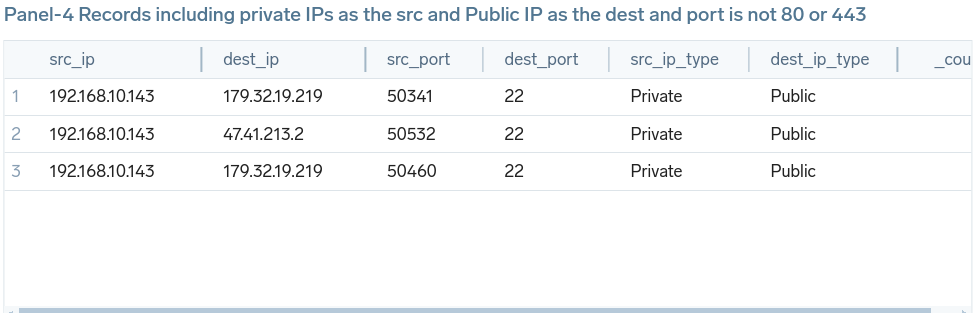 Panel-4 Records including private IPs as the src and Public IP as the dest and port is not 80 or 443
src_ip dest_ip src_port dest_port src_ip_type dest_ip_type _cou
1 192.168.10.143 179.32.19.219 50341 22 Private Public
2 192.168.10.143 47.41.213.2 50532 22 Private Public
3 192.168.10.143 179.32.19.219 50460 22 Private Public